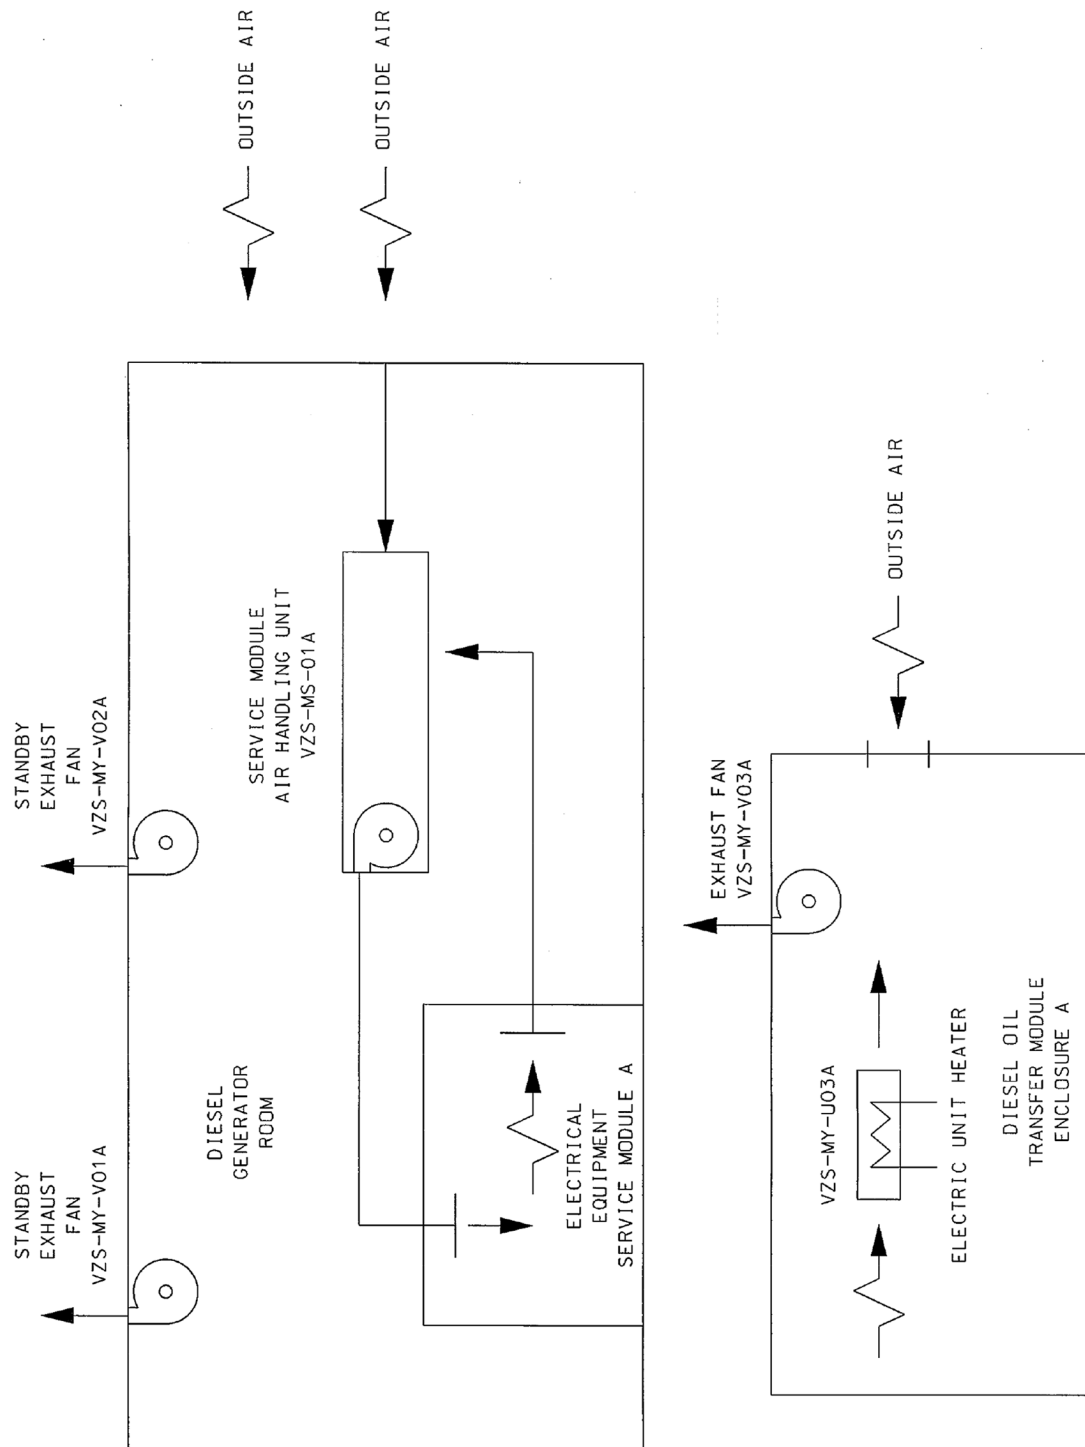 STANDBY
EXHAUST
FAN
VZS-MY-V01A
STANDBY
EXHAUST
FAN
VZS-MY-V02A
OUTSIDE AIR
OUTSIDE AIR
DIESEL
GENERATOR
ROOM
SERVICE MODULE
AIR HANDLING UNIT
VZS-MS-01A
ELECTRICAL
EQUIPMENT
SERVICE MODULE A
EXHAUST FAN
VZS-MY-V03A
OUTSIDE AIR
VZS-MY-U03A
ELECTRIC UNIT HEATER
DIESEL OIL
TRANSFER MODULE
ENCLOSURE A